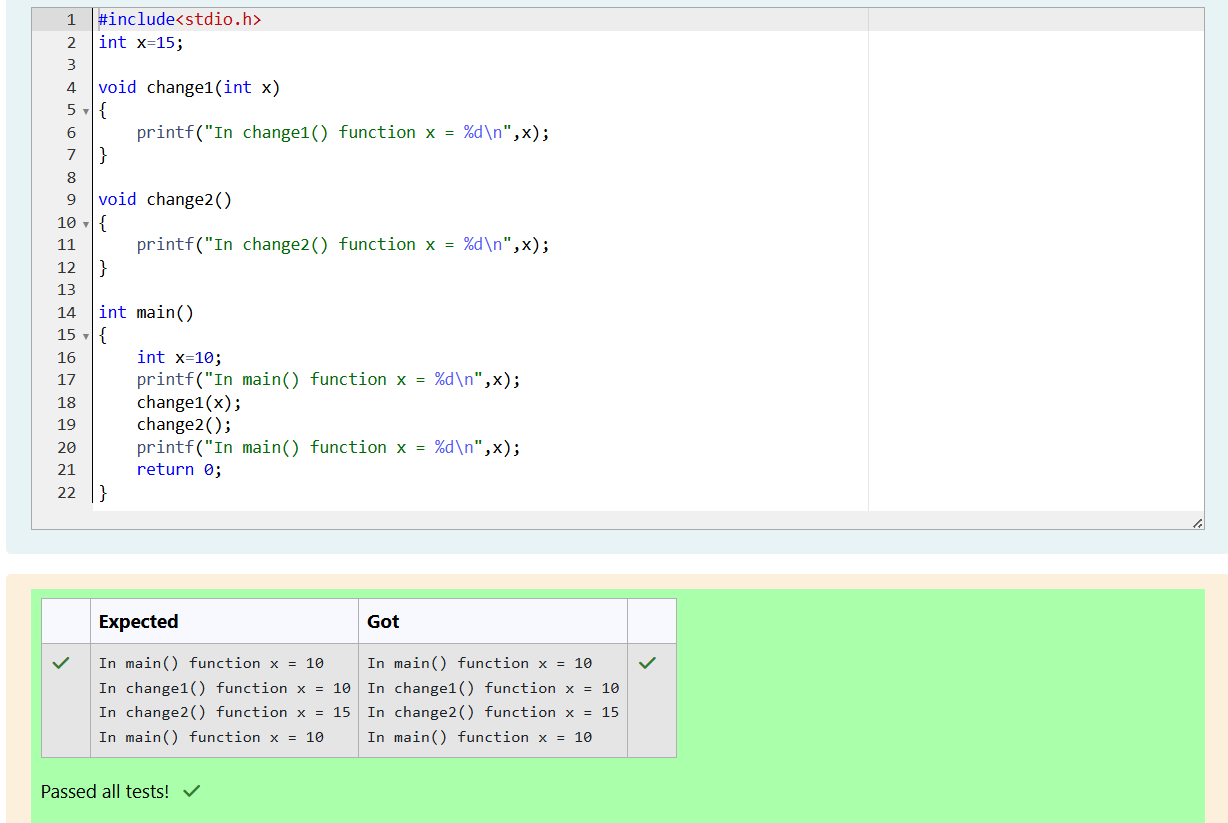 1 #include<stdio.h>
2 int x=15;
3
4 void change1(int x)
5 {
6     printf("In change1() function x = %d\n",x);
7 }
8
9 void change2()
10 {
11     printf("In change2() function x = %d\n",x);
12 }
13
14 int main()
15 {
16     int x=10;
17     printf("In main() function x = %d\n",x);
18     change1(x);
19     change2();
20     printf("In main() function x = %d\n",x);
21     return 0;
22 }
Expected Got
In main() function x = 10 In main() function x = 10
In change1() function x = 10 In change1() function x = 10
In change2() function x = 15 In change2() function x = 15
In main() function x = 10 In main() function x = 10
Passed all tests!